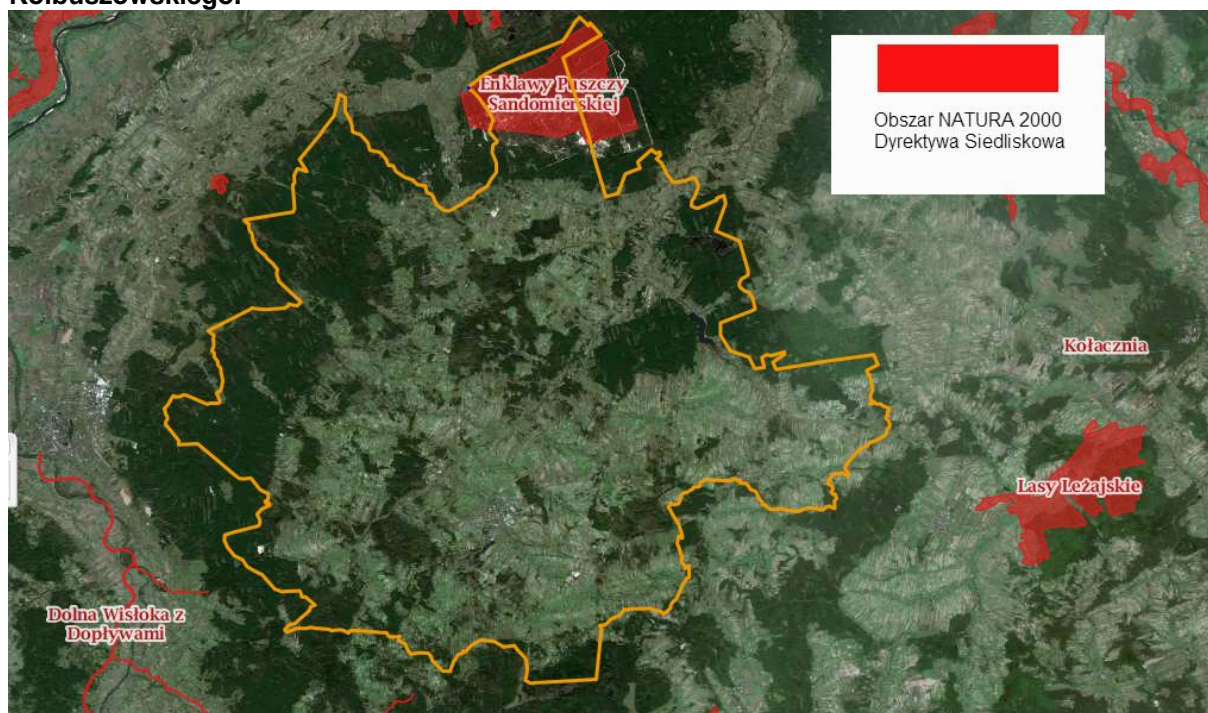 Kolbuszowskiego.
Enklawy Puszczy
Sandomierskiej
Obszar NATURA 2000
Dyrektywa Siedliskowa
Kołacznia
Lasy Leżajskie
Dolna Wisłoka z
Dopływami